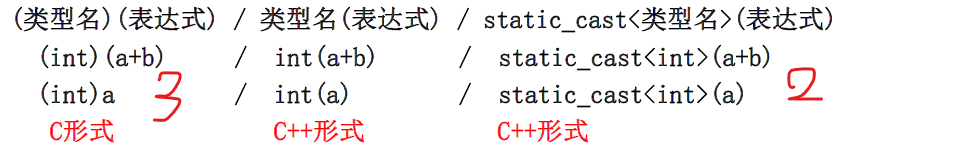 (类型名)(表达式) / 类型名(表达式) / static_cast<类型名>(表达式)
(int)(a+b) / int(a+b) / static_cast<int>(a+b)
(int)a 3 / int(a) / static_cast<int>(a) 2
C形式 C++形式 C++形式